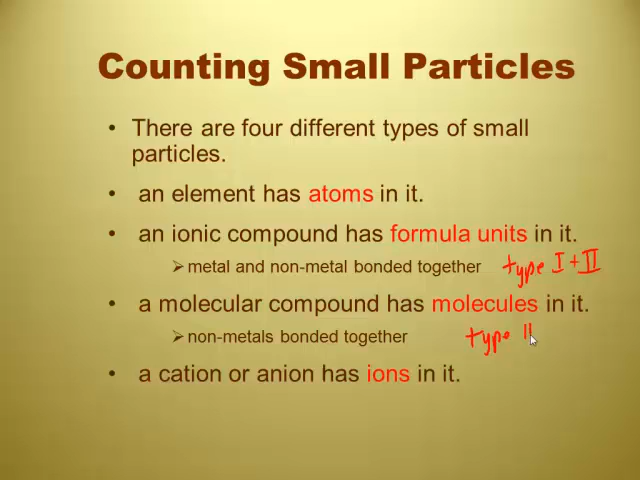 Counting Small Particles
• There are four different types of small
particles.
• an element has atoms in it.
• an ionic compound has formula units in it.
➢ metal and non-metal bonded together type I + II
• a molecular compound has molecules in it.
➢ non-metals bonded together type II
• a cation or anion has ions in it.